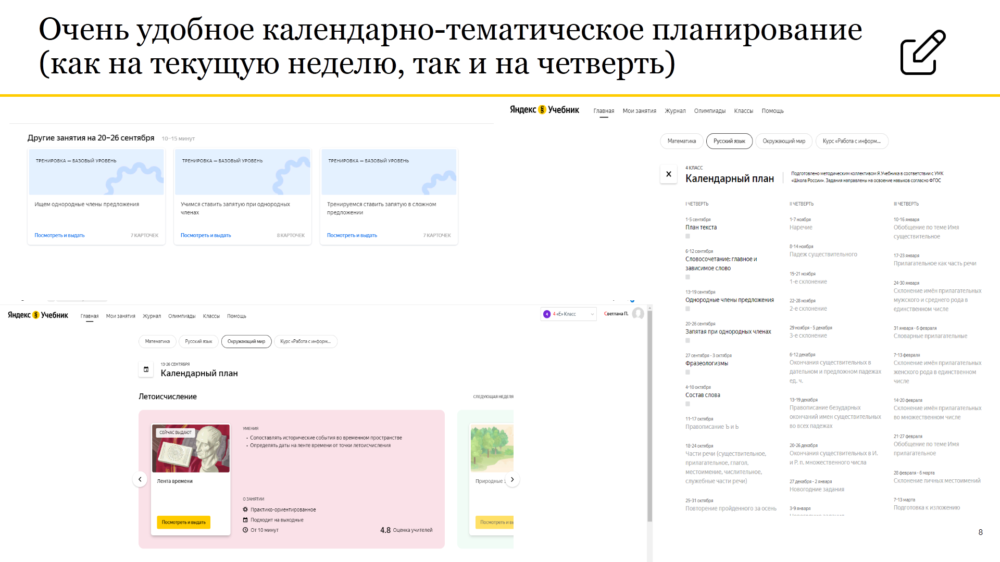 Очень удобное календарно-тематическое планирование
(как на текущую неделю, так и на четверть)
Другие занятия на 20–26 сентября 10–15 минут
ТРЕНИРОВКА — БАЗОВЫЙ УРОВЕНЬ
Ищем однородные члены предложения
Посмотреть и выдать 7 КАРТОЧЕК
ТРЕНИРОВКА — БАЗОВЫЙ УРОВЕНЬ
Учимся ставить запятую при однородных
членах
Посмотреть и выдать 8 КАРТОЧЕК
ТРЕНИРОВКА — БАЗОВЫЙ УРОВЕНЬ
Тренируемся ставить запятую в сложном
предложении
Посмотреть и выдать 7 КАРТОЧЕК
Яндекс Учебник Главная Мои занятия Журнал Олимпиады Классы Помощь
4 4 «Е» Класс Светлана П.
Математика Русский язык Окружающий мир Курс «Работа с информ...
13-26 СЕНТЯБРЯ
Календарный план
Летоисчисление СЛЕДУЮЩАЯ НЕДЕЛЯ
СЕЙЧАС ВЫДАЮТ
Лента времени
Посмотреть и выдать
УМЕНИЯ
• Сопоставлять исторические события во временном пространстве
• Определять даты на ленте времени от точки летоисчисления
О ЗАНЯТИИ
Практико-ориентированное
Подходит на выходные
От 10 минут
4.8 Оценка учителей
Природные
Посмотреть и
Яндекс Учебник Главная Мои занятия Журнал Олимпиады Классы Помощь
Математика Русский язык Окружающий мир Курс «Работа с информ...
4 КЛАСС
Календарный план
Подготовлено методическим коллективом Я.Учебника в соответствии с УМК
«Школа России». Задания направлены на освоение навыков согласно ФГОС
I ЧЕТВЕРТЬ
1-5 сентября
План текста
6-12 сентября
Словосочетание: главное и
зависимое слово
13-19 сентября
Однородные члены предложения
20-26 сентября
Запятая при однородных членах
27 сентября - 3 октября
Фразеологизмы
4-10 октября
Состав слова
11-17 октября
Правописание Ъ и Ь
18-24 октября
Части речи (существительное,
прилагательное, глагол,
местоимение, числительное,
служебные части речи)
25-31 октября
Повторение пройденного за осень
II ЧЕТВЕРТЬ
1-7 ноября
Наречие
8-14 ноября
Падеж существительного
15-21 ноября
1-е склонение
22-28 ноября
2-е склонение
29 ноября - 5 декабря
3-е склонение
6-12 декабря
Окончания существительных в
дательном и предложном падежах
ед. ч.
13-19 декабря
Правописание безударных
окончаний имен существительных
во всех падежах
20-26 декабря
Окончания существительных в И.
и Р. п. множественного числа
27 декабря - 2 января
Новогодние задания
3-9 января
III ЧЕТВЕРТЬ
10-16 января
Обобщение по теме Имя
существительное
17-23 января
Прилагательное как часть речи
24-30 января
Склонение имён прилагательных
мужского и среднего рода в
единственном числе
31 января - 6 февраля
Словарные прилагательные
7-13 февраля
Склонение имён прилагательных
женского рода в единственном
числе
14-20 февраля
Склонение имён прилагательных
во множественном числе
21-27 февраля
Обобщение по теме Имя
прилагательное
28 февраля - 6 марта
Склонение личных местоимений
7-13 марта
Подготовка к изложению
8